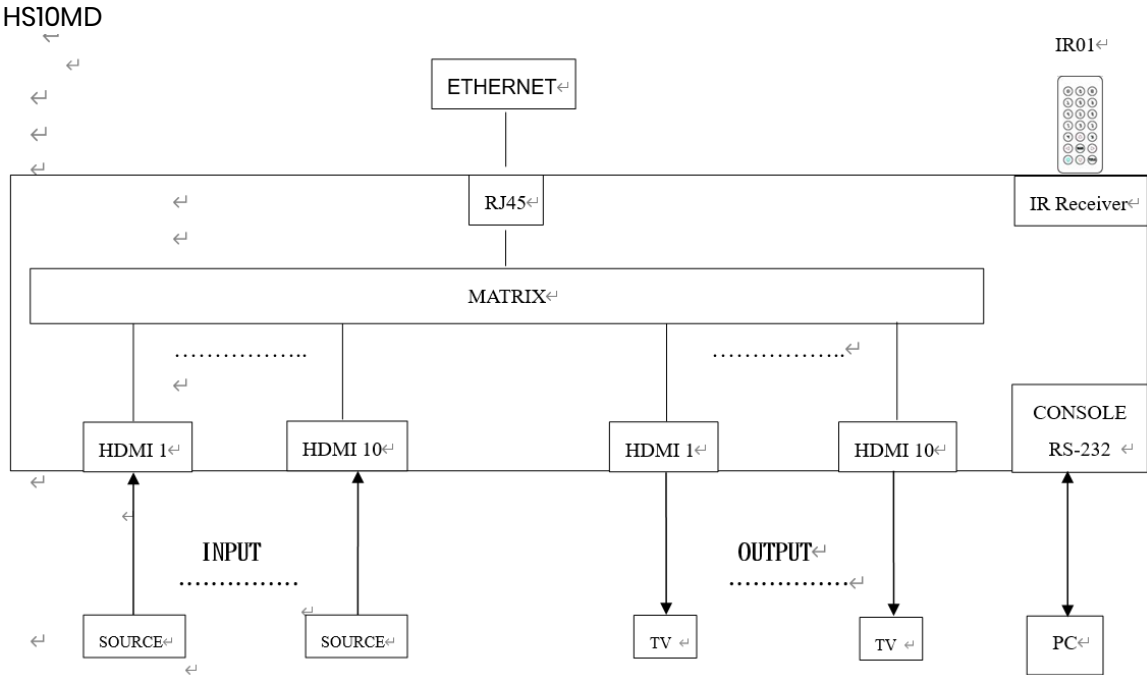 HS10MD
IR01
ETHERNET
RJ45
IR Receiver
MATRIX
……………..
……………..
CONSOLE
RS-232
HDMI 1
HDMI 10
HDMI 1
HDMI 10
INPUT
……………
OUTPUT
……………
SOURCE
SOURCE
TV
TV
PC